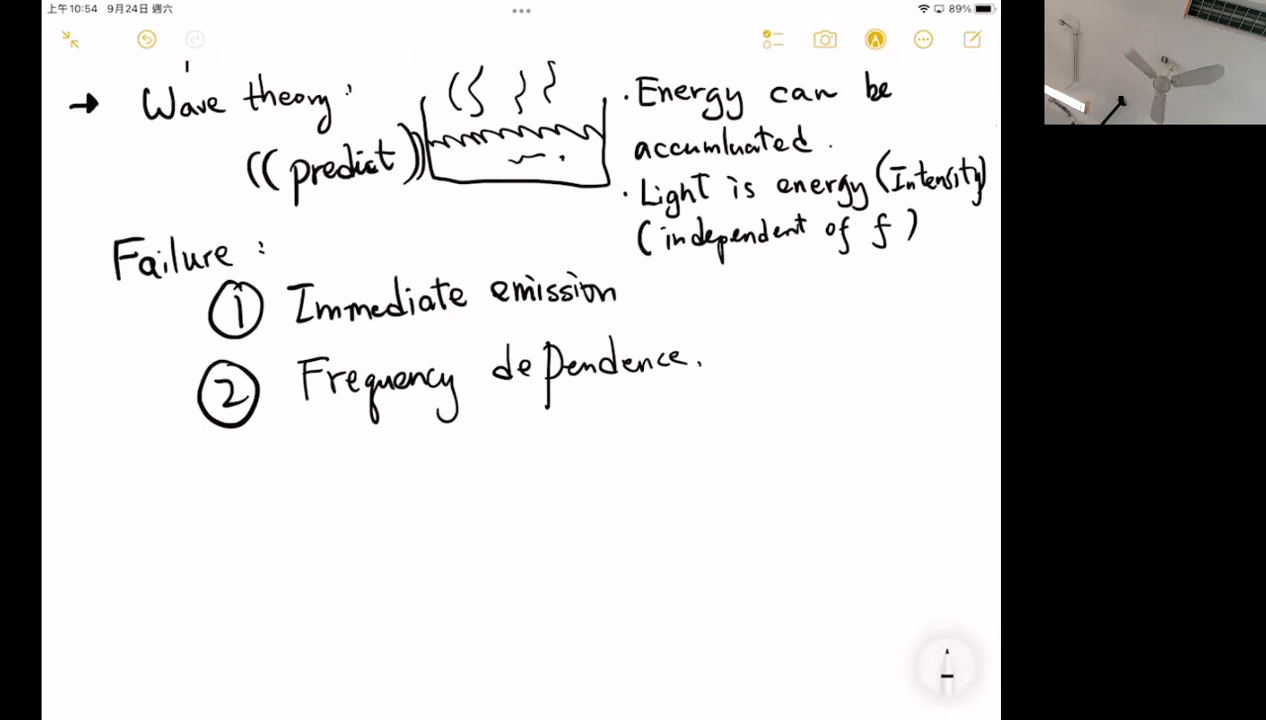 上午10:54 9月24日 週六
89%
→ Wave theory:
((predict))
· Energy can be
accumluated.
· Light is energy (Intensity)
(independent of f)
Failure:
① Immediate emission
② Frequency dependence.